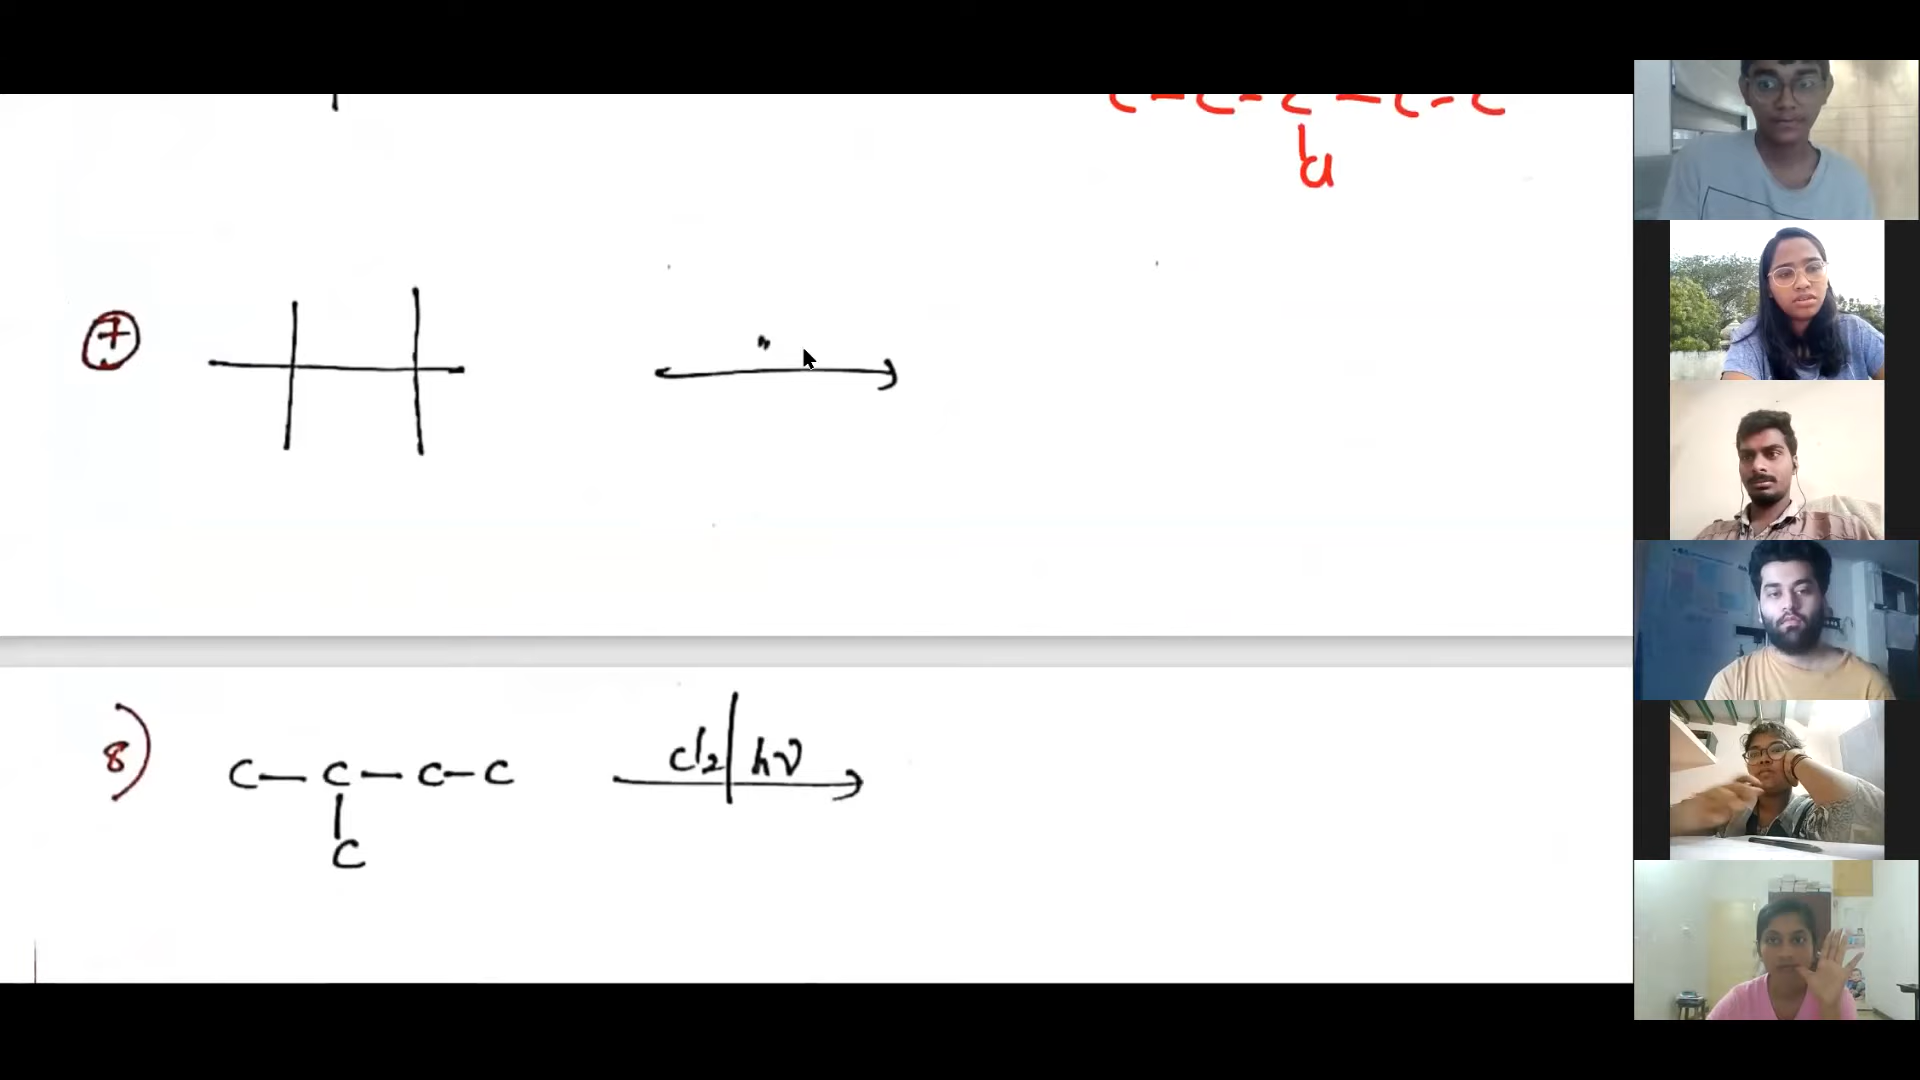 C - C - C - C - C
Cl
7
"
8)
Cl2 | hν
C - C - C - C
C